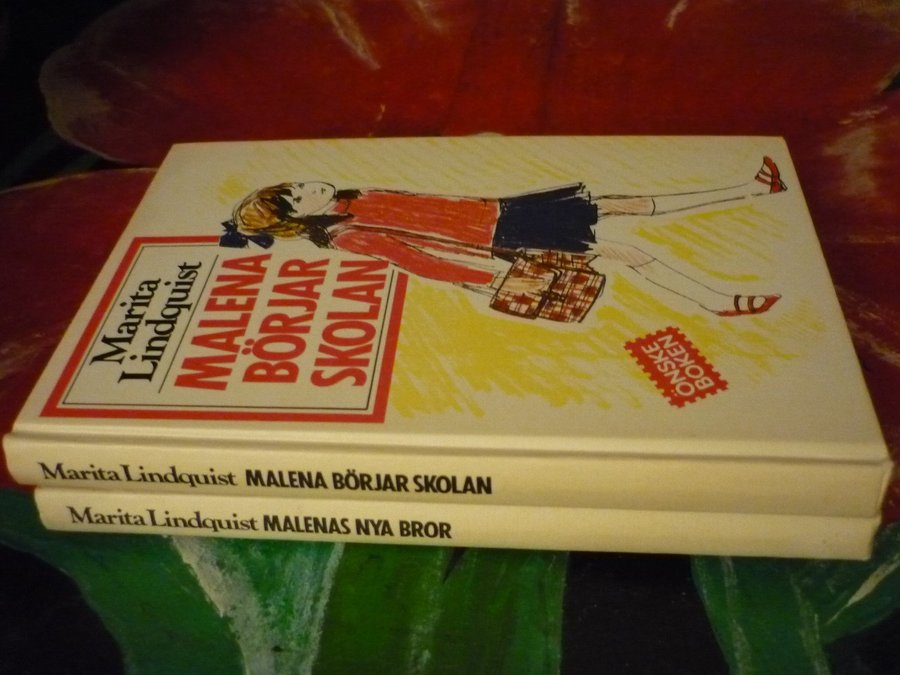 Marita
Lindquist
MALENA
BÖRJAR
SKOLAN
ÖNSKE
BOKEN
Marita Lindquist MALENA BÖRJAR SKOLAN
Marita Lindquist MALENAS NYA BROR